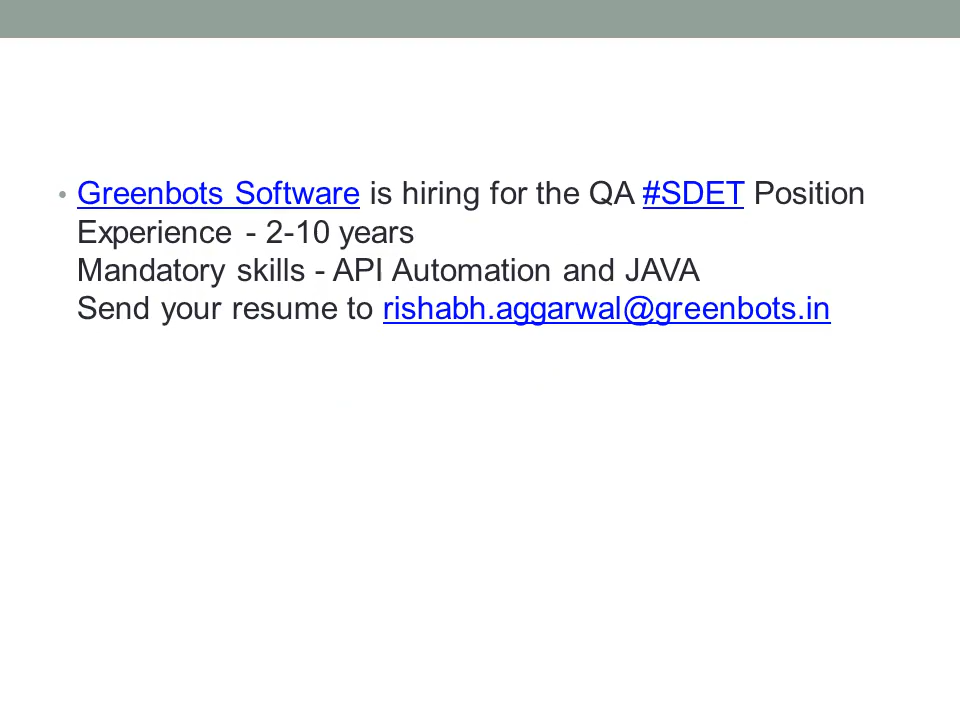 • Greenbots Software is hiring for the QA #SDET Position
Experience - 2-10 years
Mandatory skills - API Automation and JAVA
Send your resume to rishabh.aggarwal@greenbots.in